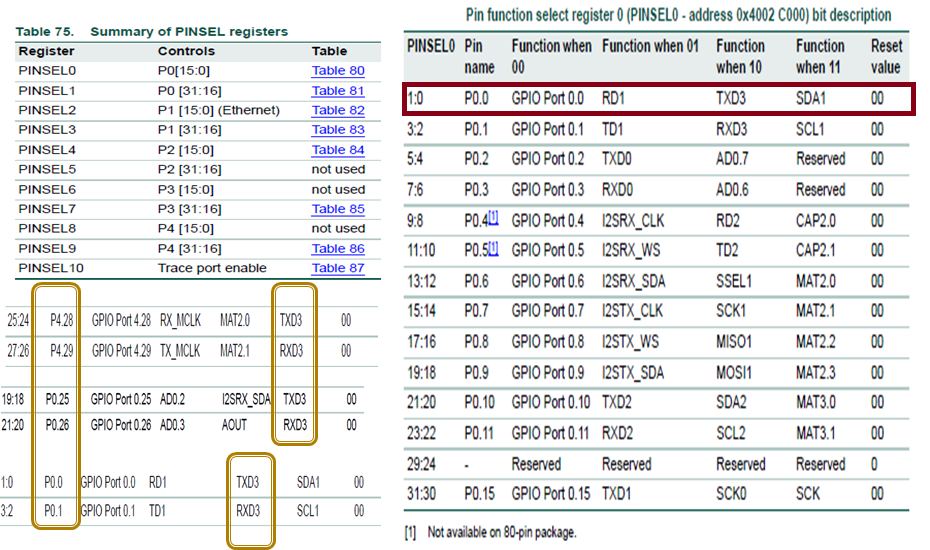 Table 75. Summary of PINSEL registers
Register Controls Table
PINSEL0 P0[15:0] Table 80
PINSEL1 P0 [31:16] Table 81
PINSEL2 P1 [15:0] (Ethernet) Table 82
PINSEL3 P1 [31:16] Table 83
PINSEL4 P2 [15:0] Table 84
PINSEL5 P2 [31:16] not used
PINSEL6 P3 [15:0] not used
PINSEL7 P3 [31:16] Table 85
PINSEL8 P4 [15:0] not used
PINSEL9 P4 [31:16] Table 86
PINSEL10 Trace port enable Table 87
25:24 P4.28 GPIO Port 4.28 RX_MCLK MAT2.0 TXD3 00
27:26 P4.29 GPIO Port 4.29 TX_MCLK MAT2.1 RXD3 00
19:18 P0.25 GPIO Port 0.25 AD0.2 I2SRX_SDA TXD3 00
21:20 P0.26 GPIO Port 0.26 AD0.3 AOUT RXD3 00
1:0 P0.0 GPIO Port 0.0 RD1 TXD3 SDA1 00
3:2 P0.1 GPIO Port 0.1 TD1 RXD3 SCL1 00
Pin function select register 0 (PINSEL0 - address 0x4002 C000) bit description
PINSEL0 Pin Function when Function when 01 Function Function Reset
name 00 when 10 when 11 value
1:0 P0.0 GPIO Port 0.0 RD1 TXD3 SDA1 00
3:2 P0.1 GPIO Port 0.1 TD1 RXD3 SCL1 00
5:4 P0.2 GPIO Port 0.2 TXD0 AD0.7 Reserved 00
7:6 P0.3 GPIO Port 0.3 RXD0 AD0.6 Reserved 00
9:8 P0.4[1] GPIO Port 0.4 I2SRX_CLK RD2 CAP2.0 00
11:10 P0.5[1] GPIO Port 0.5 I2SRX_WS TD2 CAP2.1 00
13:12 P0.6 GPIO Port 0.6 I2SRX_SDA SSEL1 MAT2.0 00
15:14 P0.7 GPIO Port 0.7 I2STX_CLK SCK1 MAT2.1 00
17:16 P0.8 GPIO Port 0.8 I2STX_WS MISO1 MAT2.2 00
19:18 P0.9 GPIO Port 0.9 I2STX_SDA MOSI1 MAT2.3 00
21:20 P0.10 GPIO Port 0.10 TXD2 SDA2 MAT3.0 00
23:22 P0.11 GPIO Port 0.11 RXD2 SCL2 MAT3.1 00
29:24 - Reserved Reserved Reserved Reserved 0
31:30 P0.15 GPIO Port 0.15 TXD1 SCK0 SCK 00
[1] Not available on 80-pin package.